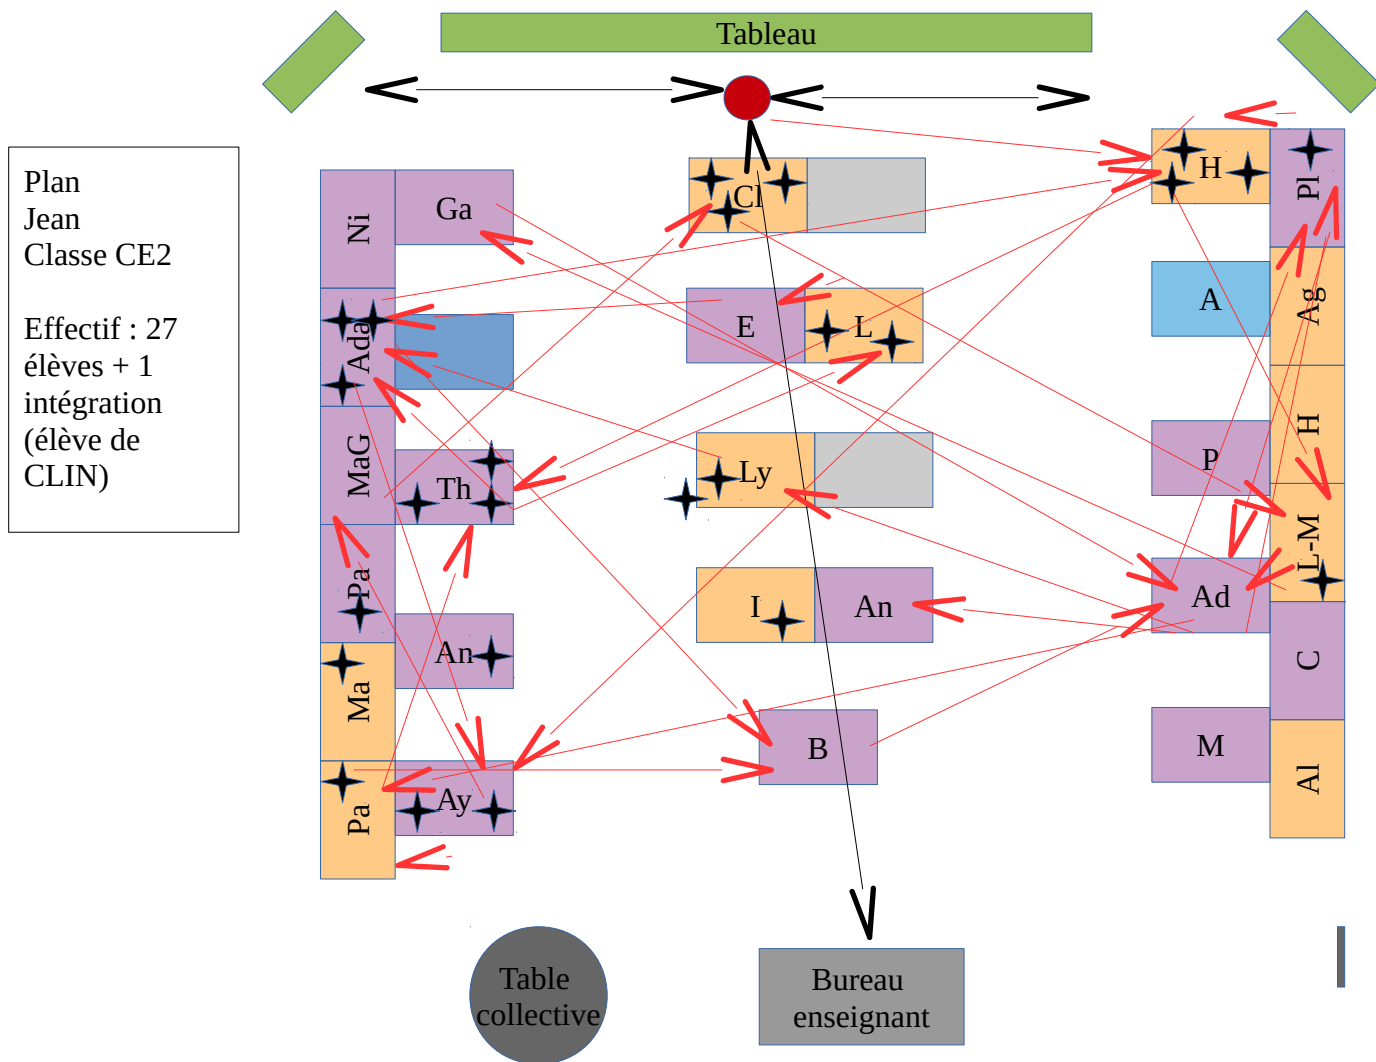 Tableau
Plan
Jean
Classe CE2
Effectif : 27
élèves + 1
intégration
(élève de
CLIN)
Ni
Ga
Cl
H
Pl
Ada
E
L
A
Ag
MaG
Th
Ly
P
H
Pa
An
I
An
Ad
L-M
Ma
C
Pa
Ay
B
M
Al
Table
collective
Bureau
enseignant